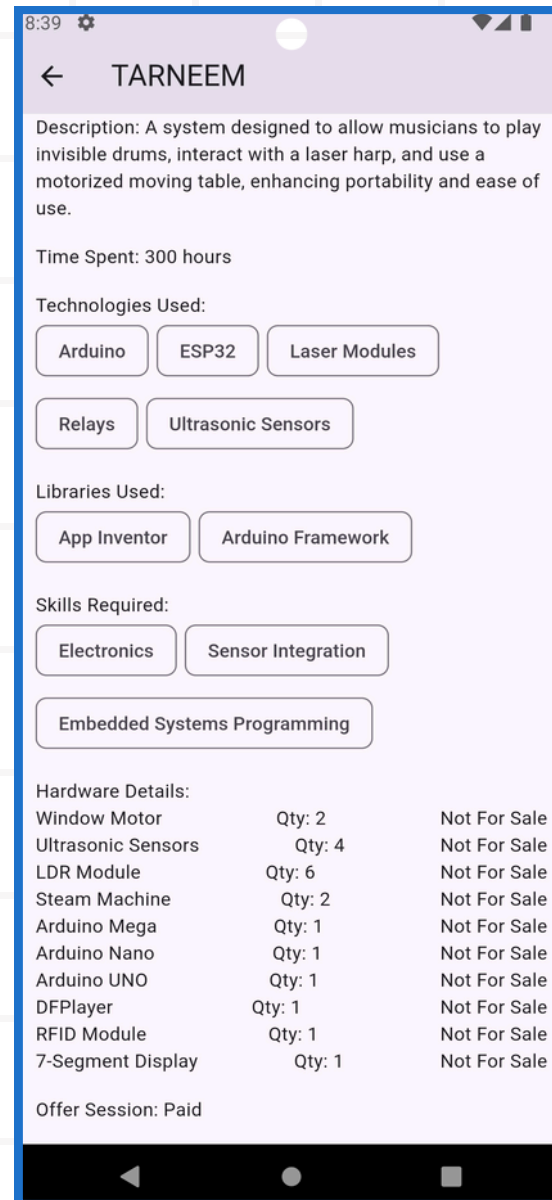 8:39
TARNEEM
Description: A system designed to allow musicians to play
invisible drums, interact with a laser harp, and use a
motorized moving table, enhancing portability and ease of
use.
Time Spent: 300 hours
Technologies Used:
Arduino ESP32 Laser Modules
Relays Ultrasonic Sensors
Libraries Used:
App Inventor Arduino Framework
Skills Required:
Electronics Sensor Integration
Embedded Systems Programming
Hardware Details:
Window Motor Qty: 2 Not For Sale
Ultrasonic Sensors Qty: 4 Not For Sale
LDR Module Qty: 6 Not For Sale
Steam Machine Qty: 2 Not For Sale
Arduino Mega Qty: 1 Not For Sale
Arduino Nano Qty: 1 Not For Sale
Arduino UNO Qty: 1 Not For Sale
DFPlayer Qty: 1 Not For Sale
RFID Module Qty: 1 Not For Sale
7-Segment Display Qty: 1 Not For Sale
Offer Session: Paid